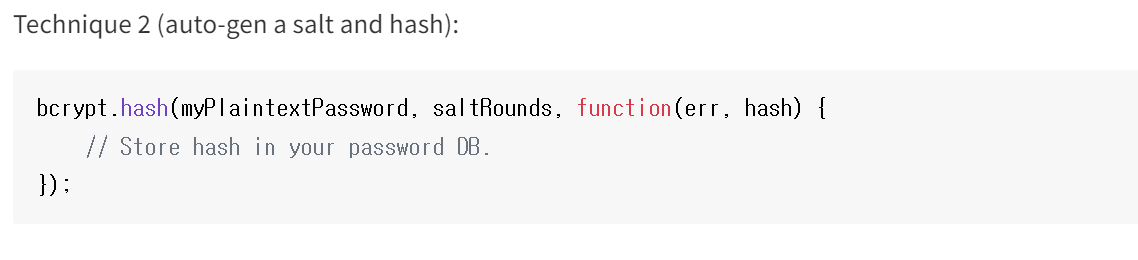 Technique 2 (auto-gen a salt and hash):
bcrypt.hash(myPlaintextPassword, saltRounds, function(err, hash) {
    // Store hash in your password DB.
});